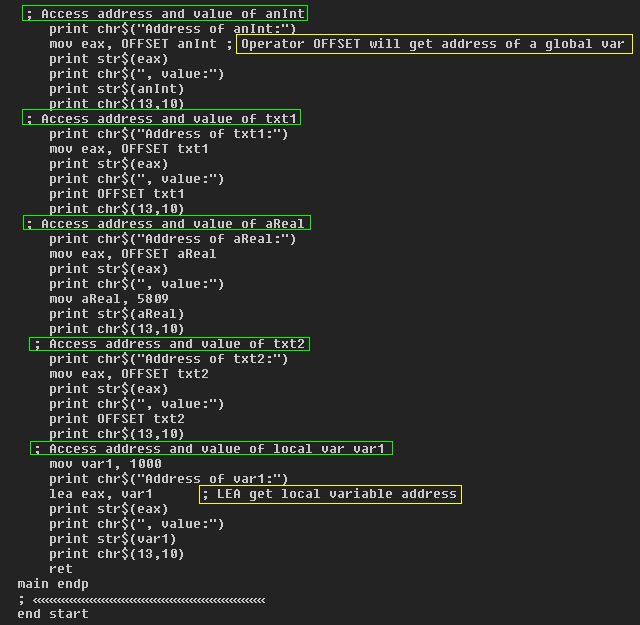 ; Access address and value of anInt
print chr$("Address of anInt:")
mov eax, OFFSET anInt ; Operator OFFSET will get address of a global var
print str$(eax)
print chr$(", value:")
print str$(anInt)
print chr$(13,10)
; Access address and value of txt1
print chr$("Address of txt1:")
mov eax, OFFSET txt1
print str$(eax)
print chr$(", value:")
print OFFSET txt1
print chr$(13,10)
; Access address and value of aReal
print chr$("Address of aReal:")
mov eax, OFFSET aReal
print str$(eax)
print chr$(", value:")
mov aReal, 5809
print str$(aReal)
print chr$(13,10)
; Access address and value of txt2
print chr$("Address of txt2:")
mov eax, OFFSET txt2
print str$(eax)
print chr$(", value:")
print OFFSET txt2
print chr$(13,10)
; Access address and value of local var var1
mov var1, 1000
print chr$("Address of var1:")
lea eax, var1 ; LEA get local variable address
print str$(eax)
print chr$(", value:")
print str$(var1)
print chr$(13,10)
ret
main endp
; «««««««««««««««««««««««««««««
end start